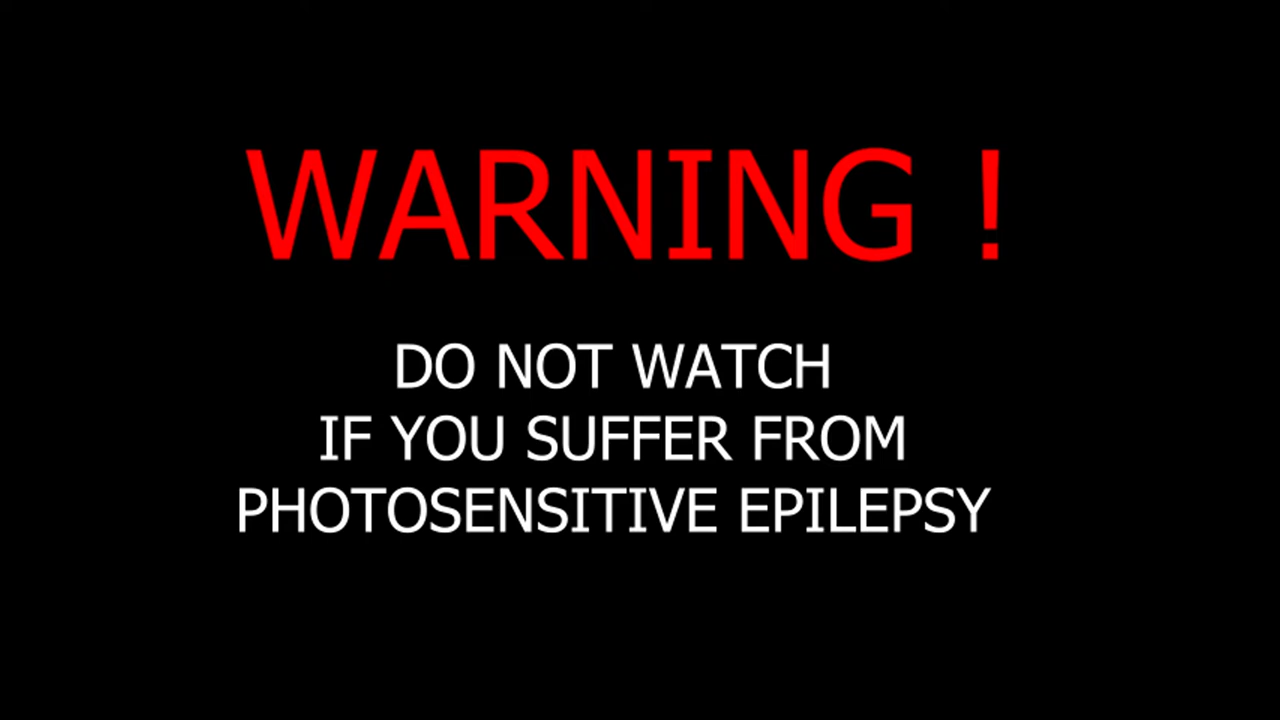 WARNING !
DO NOT WATCH
IF YOU SUFFER FROM
PHOTOSENSITIVE EPILEPSY